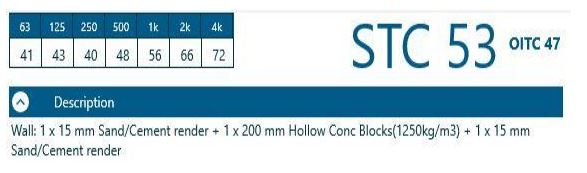 63 125 250 500 1k 2k 4k
41 43 40 48 56 66 72
STC 53 OITC 47
Description
Wall: 1 x 15 mm Sand/Cement render + 1 x 200 mm Hollow Conc Blocks(1250kg/m3) + 1 x 15 mm
Sand/Cement render